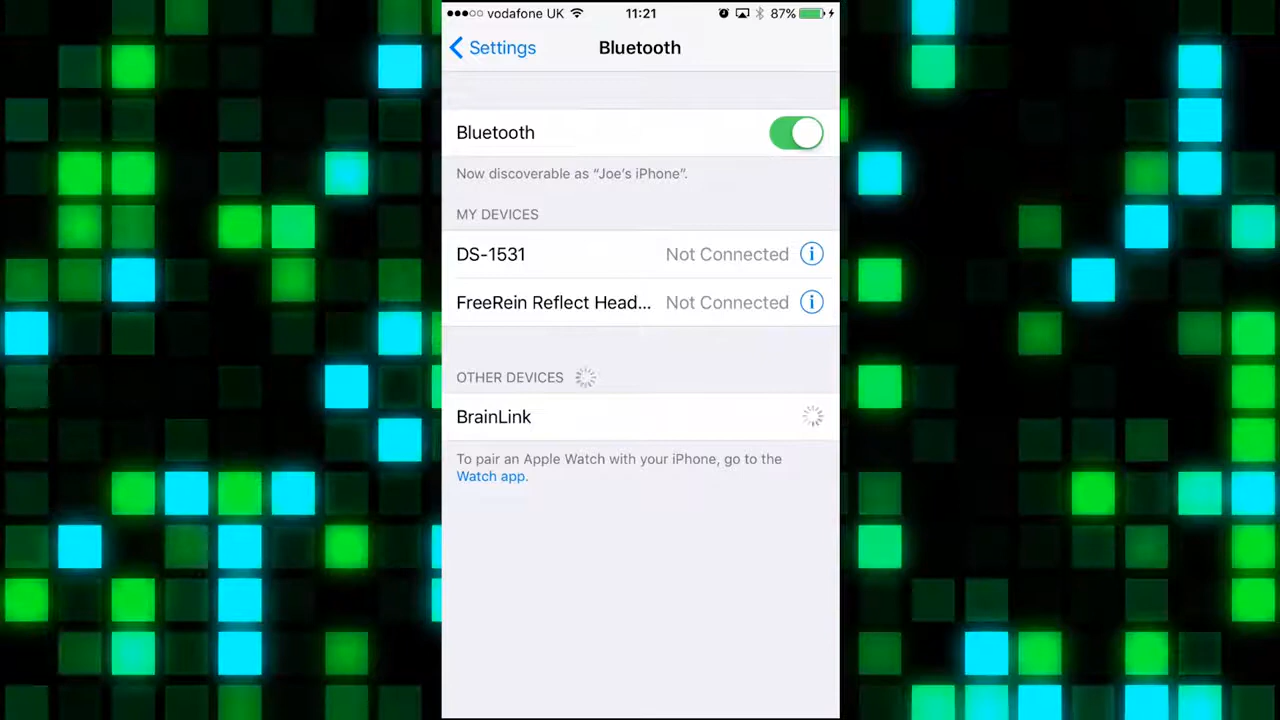 vodafone UK 11:21 87%
Settings Bluetooth
Bluetooth
Now discoverable as “Joe’s iPhone”.
MY DEVICES
DS-1531 Not Connected
FreeRein Reflect Head... Not Connected
OTHER DEVICES
BrainLink
To pair an Apple Watch with your iPhone, go to the
Watch app.